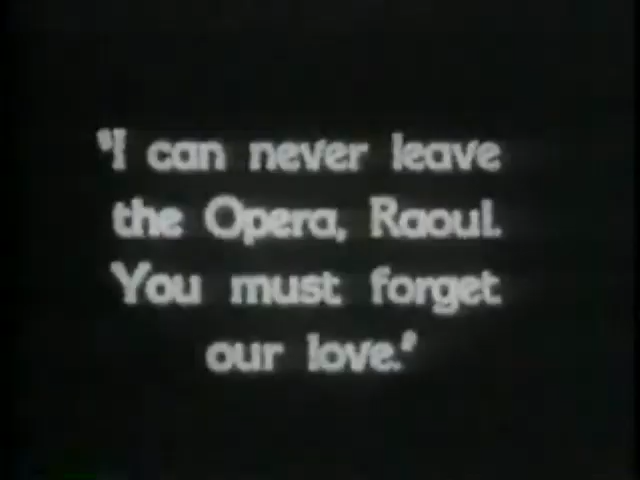 "I can never leave
the Opera, Raoul.
You must forget
our love."